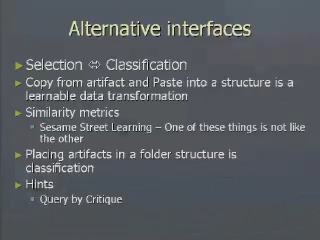 Alternative interfaces
► Selection ⇔ Classification
► Copy from artifact and Paste into a structure is a
learnable data transformation
► Similarity metrics
▪ Sesame Street Learning – One of these things is not like
the other
► Placing artifacts in a folder structure is
classification
► Hints
▪ Query by Critique